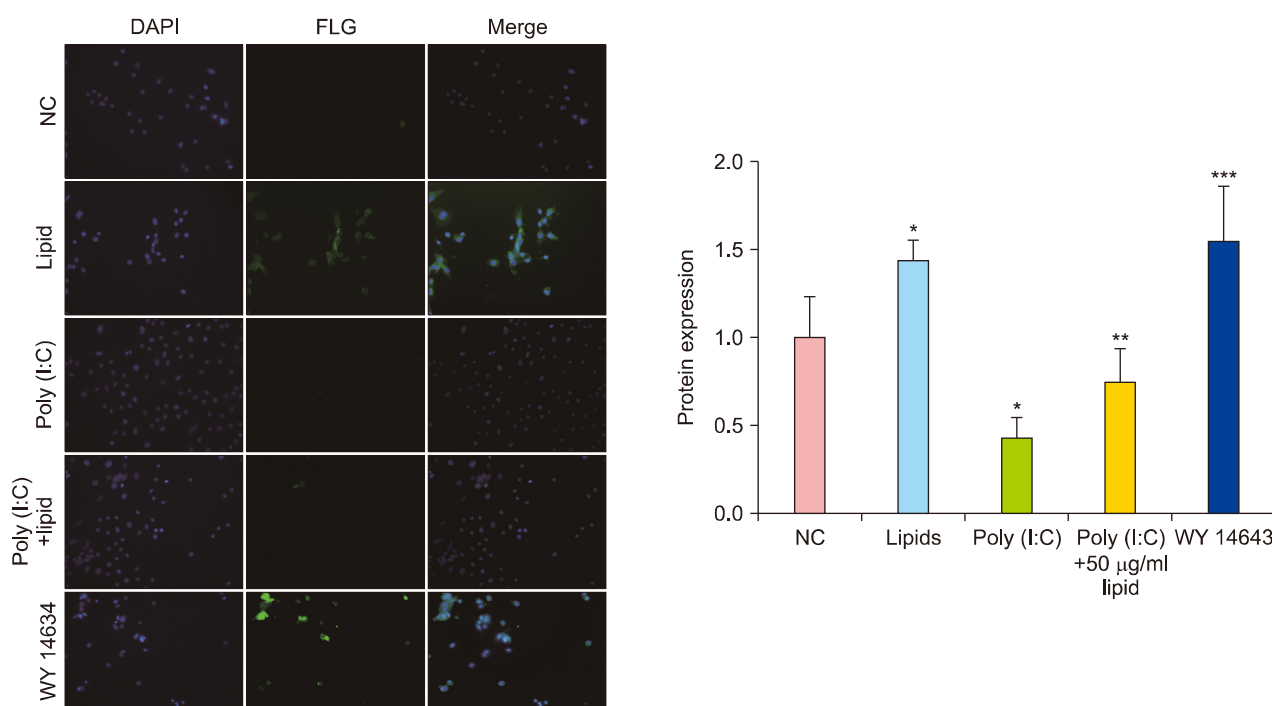 DAPI FLG Merge
NC
Lipid
Poly (I:C)
Poly (I:C)
+lipid
WY 14634
Protein expression
2.0
1.5
1.0
0.5
0.0
*
*
**
***
NC Lipids Poly (I:C) Poly (I:C) WY 14643
+50 μg/ml
lipid